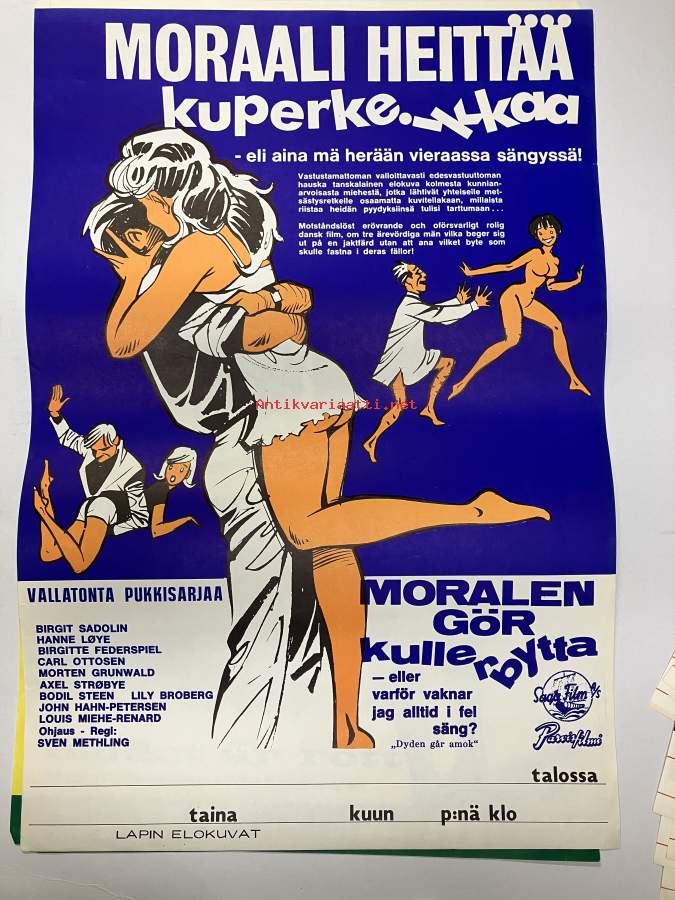 MORAALI HEITTÄÄ
kuperkeikkaa
- eli aina mä herään vieraassa sängyssä!
Vastustamattoman valloittavasti edesvastuuttoman
hauska tanskalainen elokuva kolmesta kunnian-
arvoisasta miehestä, jotka lähtivät yhteiselle met-
sästysretkelle osaamatta kuvitellakaan, millaista
riistaa heidän pyydyksiinsä tulisi tarttumaan...
Motståndslöst erövrande och oförsvarligt rolig
dansk film, om tre ärevördiga män vilka beger sig
ut på en jaktfärd utan att ana vilket byte som
skulle fastna i deras fällor!
Antikvariaatti.net
VALLATONTA PUKKISARJAA
BIRGIT SADOLIN
HANNE LØYE
BIRGITTE FEDERSPIEL
CARL OTTOSEN
MORTEN GRUNWALD
AXEL STRØBYE
BODIL STEEN LILY BROBERG
JOHN HAHN-PETERSEN
LOUIS MIEHE-RENARD
Ohjaus - Regi:
SVEN METHLING
MORALEN
GÖR
kullerbytta
— eller
varför vaknar
jag alltid i fel
säng?
„Dyden går amok"
Saga Film A/S
talossa
taina kuun p:nä klo
LAPIN ELOKUVAT